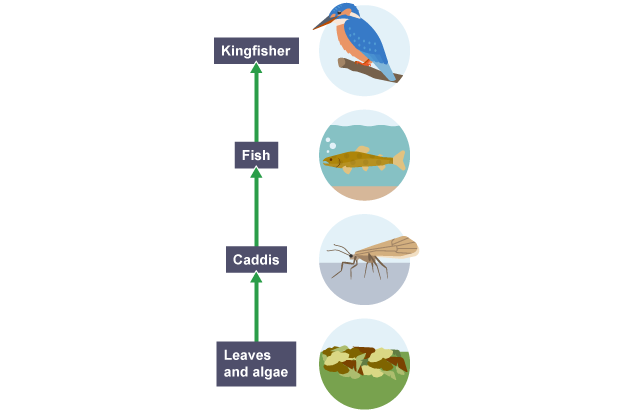 Kingfisher
Fish
Caddis
Leaves
and algae